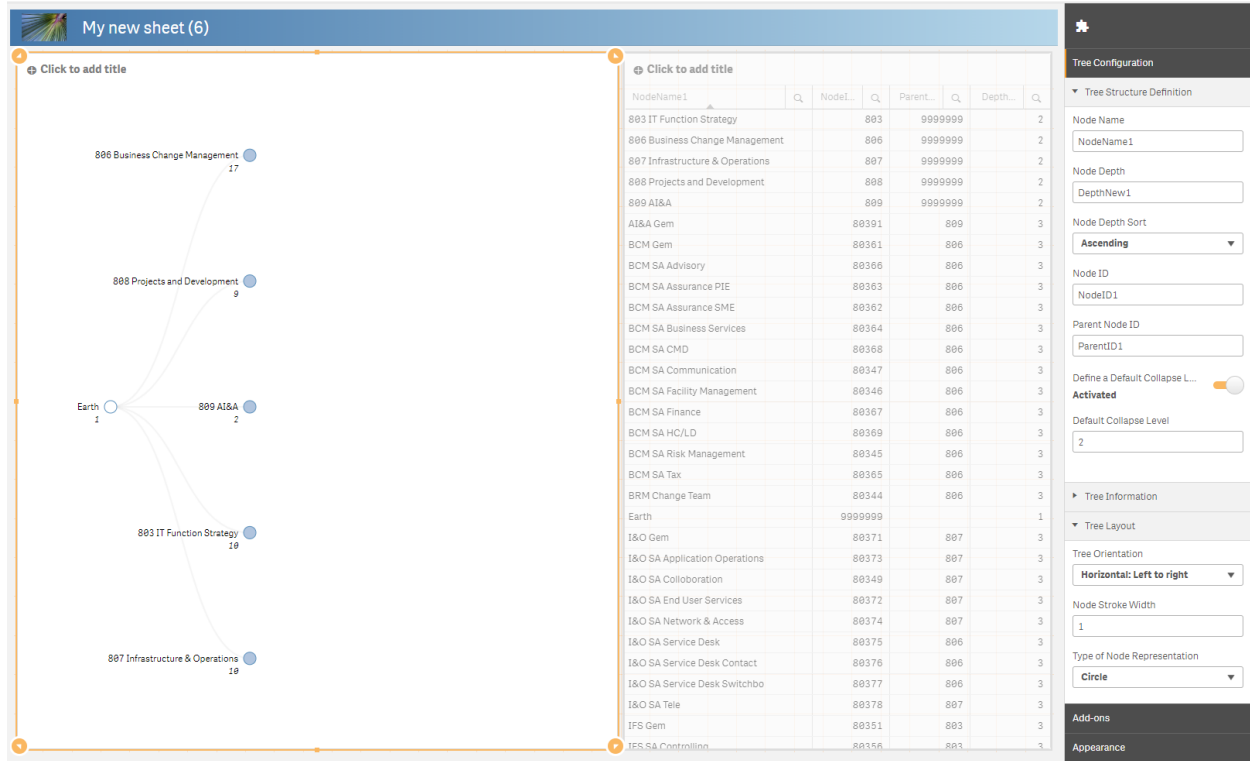 My new sheet (6)
Click to add title
806 Business Change Management
17
808 Projects and Development
9
Earth
1
809 AI&A
2
803 IT Function Strategy
10
807 Infrastructure & Operations
10
Click to add title
NodeName1 NodeI... Parent... Depth...
803 IT Function Strategy 803 9999999 2
806 Business Change Management 806 9999999 2
807 Infrastructure & Operations 807 9999999 2
808 Projects and Development 808 9999999 2
809 AI&A 809 9999999 2
AI&A Gem 80391 809 3
BCM Gem 80361 806 3
BCM SA Advisory 80366 806 3
BCM SA Assurance PIE 80363 806 3
BCM SA Assurance SME 80362 806 3
BCM SA Business Services 80364 806 3
BCM SA CMD 80368 806 3
BCM SA Communication 80347 806 3
BCM SA Facility Management 80346 806 3
BCM SA Finance 80367 806 3
BCM SA HC/LD 80369 806 3
BCM SA Risk Management 80345 806 3
BCM SA Tax 80365 806 3
BRM Change Team 80344 806 3
Earth 9999999 1
I&O Gem 80371 807 3
I&O SA Application Operations 80373 807 3
I&O SA Colloboration 80349 807 3
I&O SA End User Services 80372 807 3
I&O SA Network & Access 80374 807 3
I&O SA Service Desk 80375 806 3
I&O SA Service Desk Contact 80376 806 3
I&O SA Service Desk Switchbo 80377 806 3
I&O SA Tele 80378 807 3
IFS Gem 80351 803 3
IFS SA Controlling 80356 803 3
Tree Configuration
Tree Structure Definition
Node Name
NodeName1
Node Depth
DepthNew1
Node Depth Sort
Ascending
Node ID
NodeID1
Parent Node ID
ParentID1
Define a Default Collapse L...
Activated
Default Collapse Level
2
Tree Information
Tree Layout
Tree Orientation
Horizontal: Left to right
Node Stroke Width
1
Type of Node Representation
Circle
Add-ons
Appearance